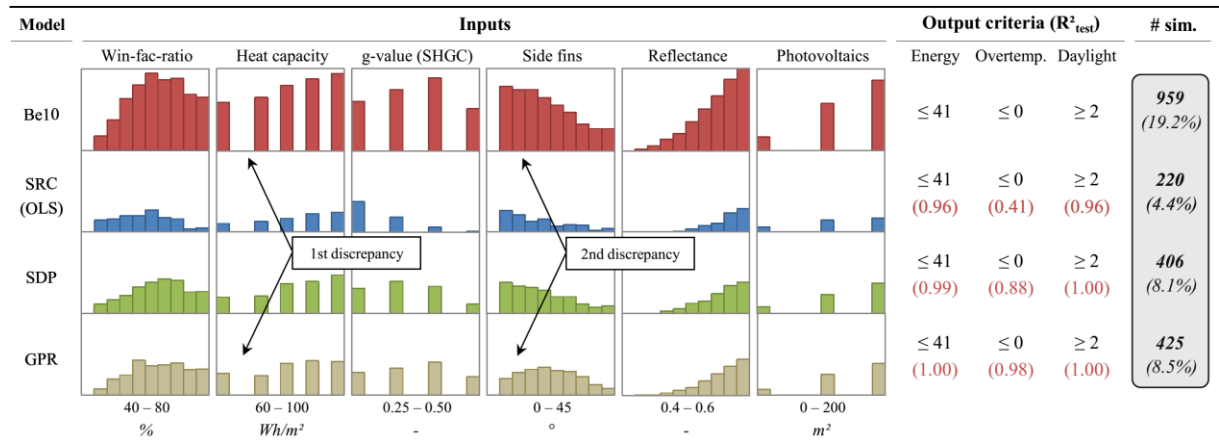 Model Inputs Output criteria (R²test) # sim.
Win-fac-ratio Heat capacity g-value (SHGC) Side fins Reflectance Photovoltaics Energy Overtemp. Daylight
Be10 ≤ 41 ≤ 0 ≥ 2 959
(19.2%)
SRC ≤ 41 ≤ 0 ≥ 2 220
(OLS) (0.96) (0.41) (0.96) (4.4%)
1st discrepancy 2nd discrepancy
SDP ≤ 41 ≤ 0 ≥ 2 406
(0.99) (0.88) (1.00) (8.1%)
GPR ≤ 41 ≤ 0 ≥ 2 425
(1.00) (0.98) (1.00) (8.5%)
40 – 80 60 – 100 0.25 – 0.50 0 – 45 0.4 – 0.6 0 – 200
% Wh/m² - ° - m²